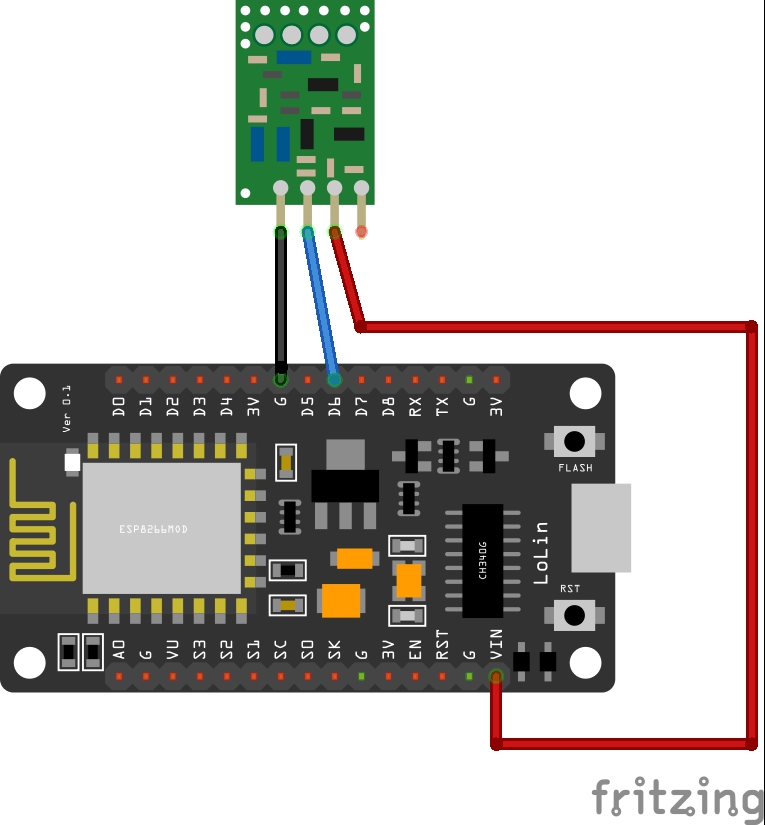 Ver 0.1
D0 D1 D2 D3 D4 3V G D5 D6 D7 D8 RX TX G 3V
FLASH
ESP8266MOD
CH340G
LoLin
RST
A0 G VU S3 S2 S1 SC S0 SK G 3V EN RST G VIN
fritzing